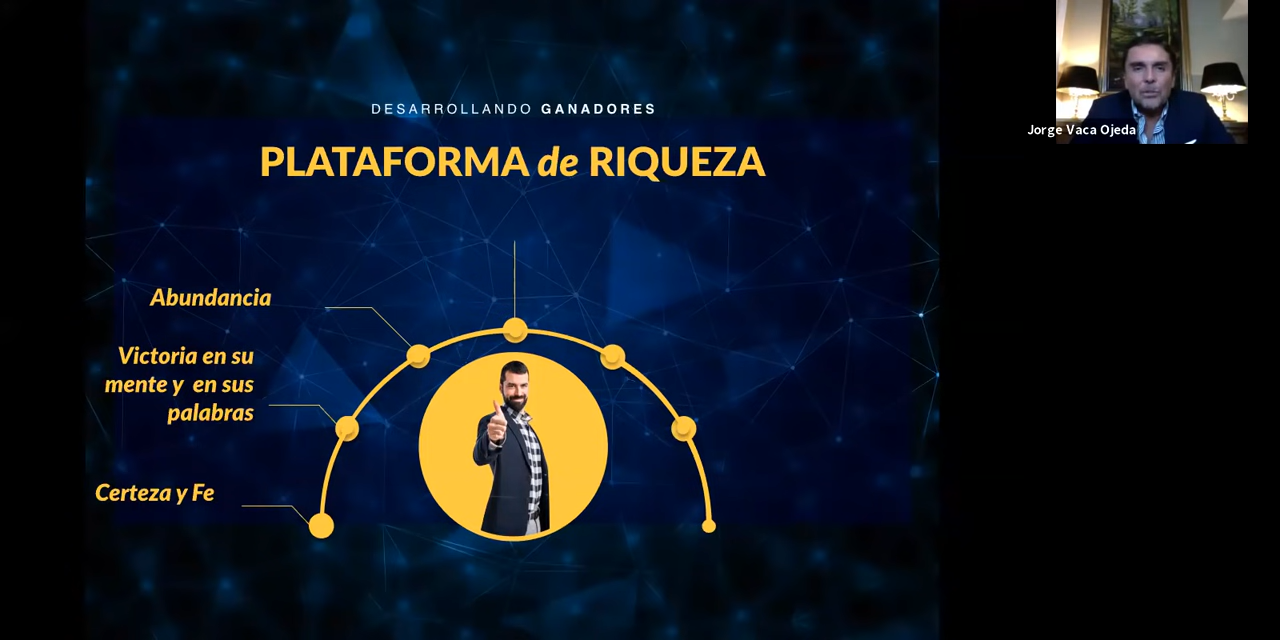 DESARROLLANDO GANADORES
PLATAFORMA de RIQUEZA
Abundancia
Victoria en su
mente y en sus
palabras
Certeza y Fe
Jorge Vaca Ojeda